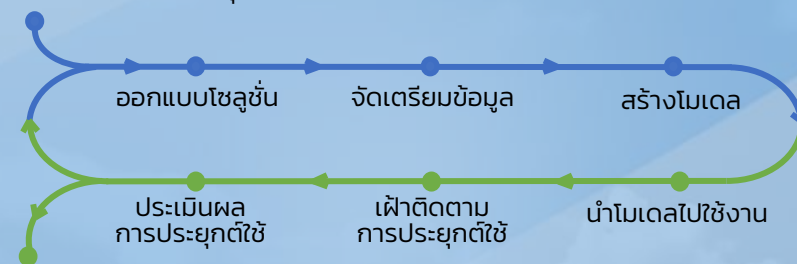 ออกแบบโซลูชั่น
จัดเตรียมข้อมูล
สร้างโมเดล
ประเมินผล
การประยุกต์ใช้
เฝ้าติดตาม
การประยุกต์ใช้
นำโมเดลไปใช้งาน